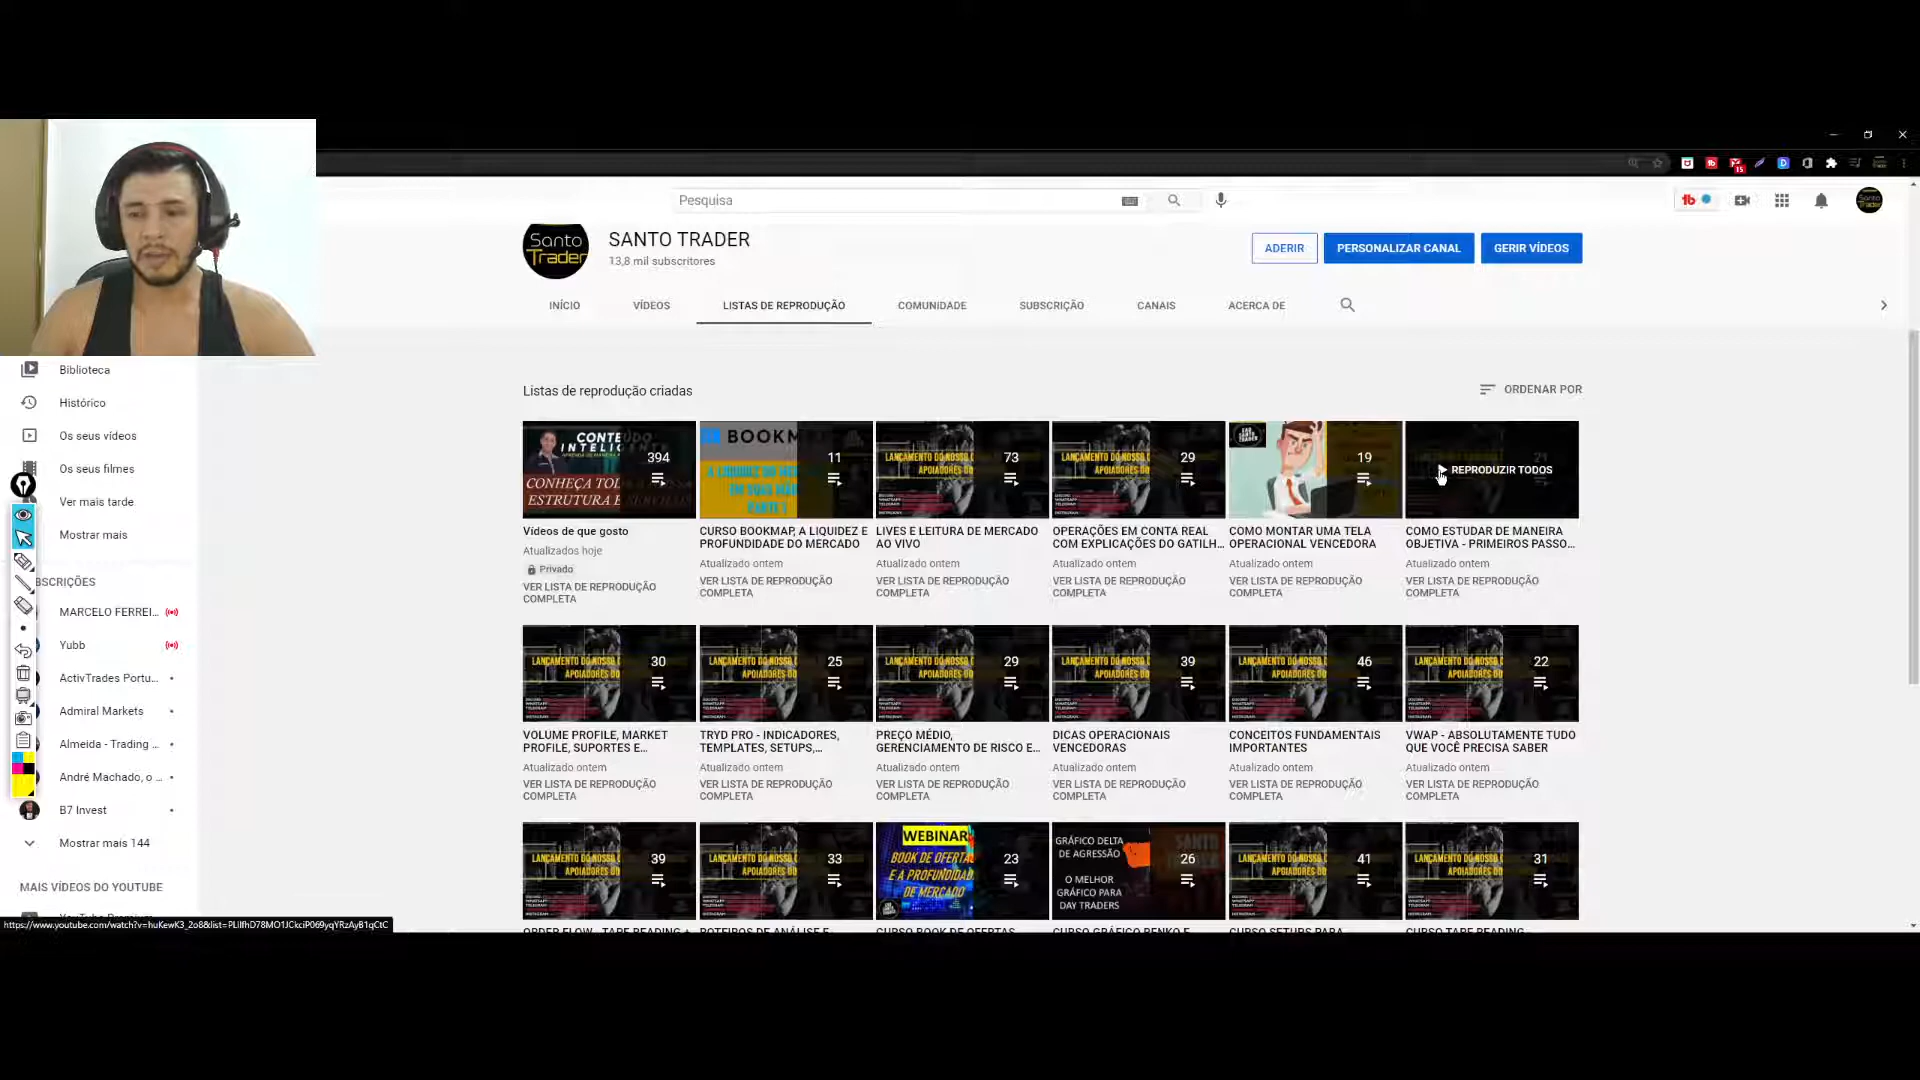 Pesquisa
Santo
Trader
SANTO TRADER
13,8 mil subscritores
ADERIR
PERSONALIZAR CANAL
GERIR VÍDEOS
INÍCIO
VÍDEOS
LISTAS DE REPRODUÇÃO
COMUNIDADE
SUBSCRIÇÃO
CANAIS
ACERCA DE
Biblioteca
Histórico
Os seus vídeos
Os seus filmes
Ver mais tarde
Mostrar mais
BSCRIÇÕES
MARCELO FERREI...
Yubb
ActivTrades Portu...
Admiral Markets
Almeida - Trading ...
André Machado, o ...
B7 Invest
Mostrar mais 144
MAIS VÍDEOS DO YOUTUBE
https://www.youtube.com/watch?v=huKewK3_2o8&list=PLlIfhD78MO1JCkciP069yqYRzAyB1qCtC
Listas de reprodução criadas
ORDENAR POR
394
Vídeos de que gosto
Atualizados hoje
Privado
VER LISTA DE REPRODUÇÃO
COMPLETA
BOOKM
11
CURSO BOOKMAP, A LIQUIDEZ E
PROFUNDIDADE DO MERCADO
Atualizado ontem
VER LISTA DE REPRODUÇÃO
COMPLETA
73
LIVES E LEITURA DE MERCADO
AO VIVO
Atualizado ontem
VER LISTA DE REPRODUÇÃO
COMPLETA
29
OPERAÇÕES EM CONTA REAL
COM EXPLICAÇÕES DO GATILH...
Atualizado ontem
VER LISTA DE REPRODUÇÃO
COMPLETA
19
COMO MONTAR UMA TELA
OPERACIONAL VENCEDORA
Atualizado ontem
VER LISTA DE REPRODUÇÃO
COMPLETA
REPRODUZIR TODOS
COMO ESTUDAR DE MANEIRA
OBJETIVA - PRIMEIROS PASSO...
Atualizado ontem
VER LISTA DE REPRODUÇÃO
COMPLETA
30
VOLUME PROFILE, MARKET
PROFILE, SUPORTES E...
Atualizado ontem
VER LISTA DE REPRODUÇÃO
COMPLETA
25
TRYD PRO - INDICADORES,
TEMPLATES, SETUPS,...
Atualizado ontem
VER LISTA DE REPRODUÇÃO
COMPLETA
29
PREÇO MÉDIO,
GERENCIAMENTO DE RISCO E...
Atualizado ontem
VER LISTA DE REPRODUÇÃO
COMPLETA
39
DICAS OPERACIONAIS
VENCEDORAS
Atualizado ontem
VER LISTA DE REPRODUÇÃO
COMPLETA
46
CONCEITOS FUNDAMENTAIS
IMPORTANTES
Atualizado ontem
VER LISTA DE REPRODUÇÃO
COMPLETA
22
VWAP - ABSOLUTAMENTE TUDO
QUE VOCÊ PRECISA SABER
Atualizado ontem
VER LISTA DE REPRODUÇÃO
COMPLETA
39
33
WEBINAR
BOOK DE OFERTAS
E A PROFUNDIDADE
DE MERCADO
23
GRÁFICO DELTA
DE AGRESSÃO
O MELHOR
GRÁFICO PARA
DAY TRADERS
26
41
31